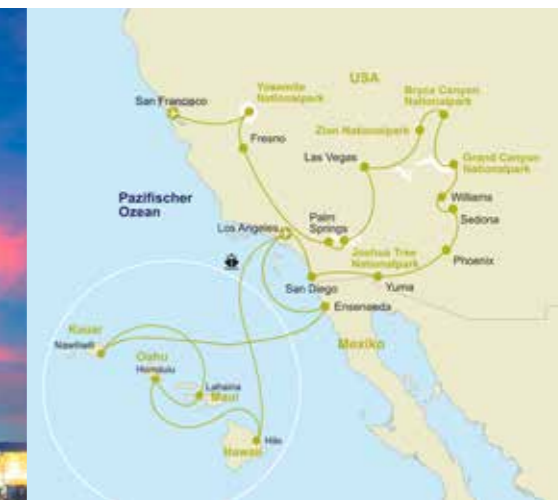 USA
Bryce Canyon
Nationalpark
Yosemite
Nationalpark
San Francisco
Zion Nationalpark
Fresno
Las Vegas
Grand Canyon
Nationalpark
Williams
Sedona
Pazifischer
Ozean
Palm
Springs
Los Angeles
Joshua Tree
Nationalpark
Phoenix
San Diego
Yuma
Ensenaeda
Mexiko
Kauai
Nawiliwili
Oahu
Honolulu
Lahaina
Maui
Hilo
Hawaii